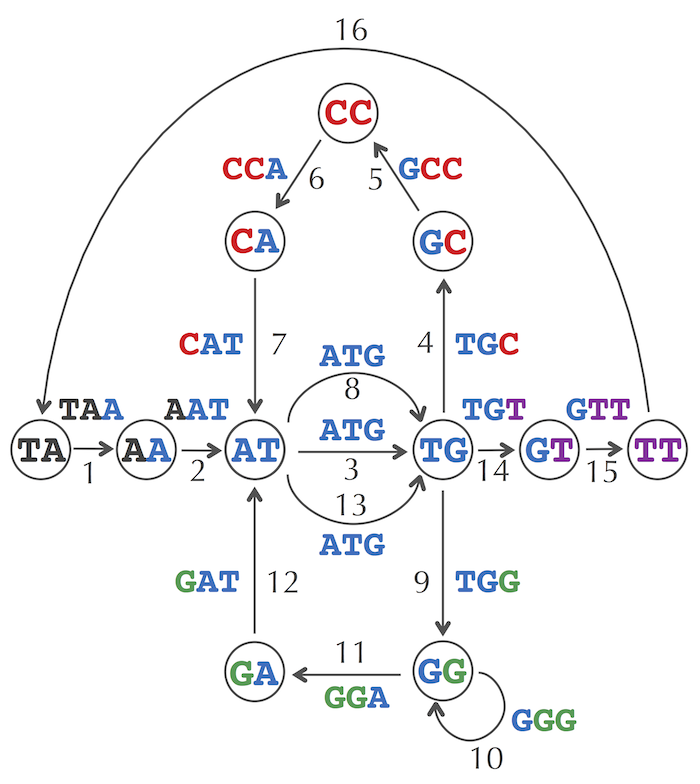 16
CC
CCA
6
5
GCC
CA
GC
CAT
7
4
TGC
ATG
8
TAA
AAT
ATG
TGT
GTT
TA
1
AA
2
AT
3
TG
14
GT
15
TT
13
ATG
GAT
12
9
TGG
GA
11
GGA
GG
GGG
10